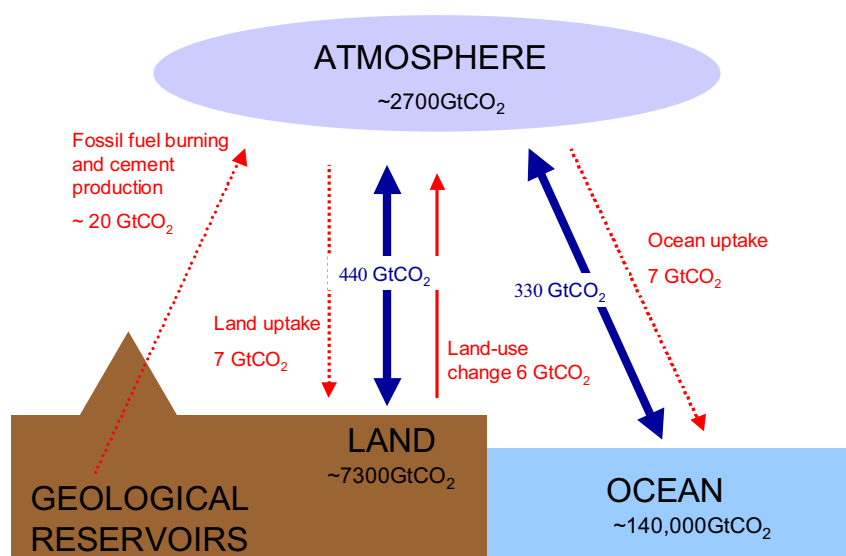 ATMOSPHERE
~2700GtCO₂
Fossil fuel burning
and cement
production
~ 20 GtCO₂
440 GtCO₂
Land uptake
7 GtCO₂
Land-use
change 6 GtCO₂
330 GtCO₂
Ocean uptake
7 GtCO₂
LAND
~7300GtCO₂
GEOLOGICAL
RESERVOIRS
OCEAN
~140,000GtCO₂